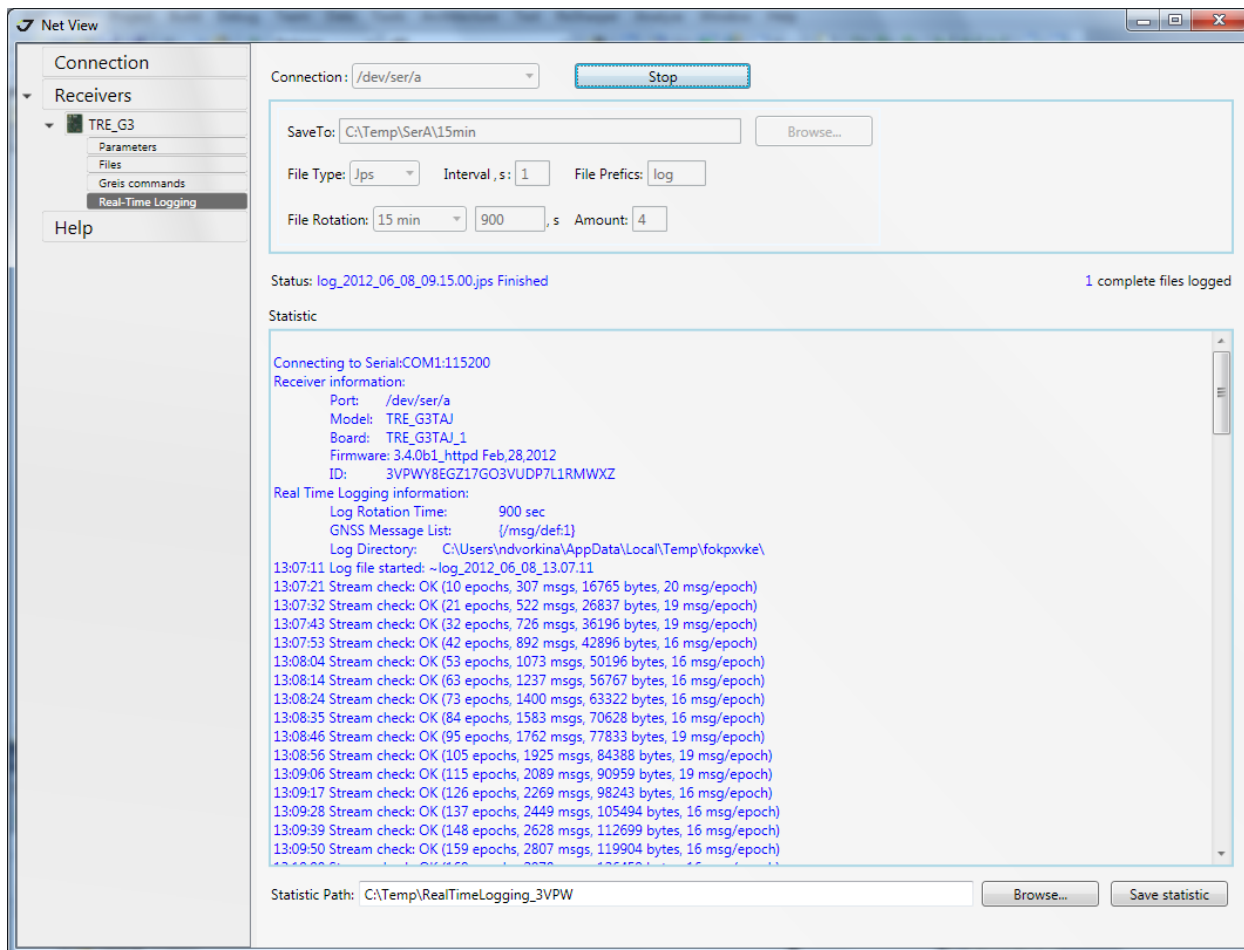 Net View
Connection
Receivers
TRE_G3
Parameters
Files
Greis commands
Real-Time Logging
Help
Connection: /dev/ser/a Stop
SaveTo: C:\Temp\SerA\15min Browse...
File Type: Jps Interval ,s: 1 File Prefics: log
File Rotation: 15 min 900 , s Amount: 4
Status: log_2012_06_08_09.15.00.jps Finished 1 complete files logged
Statistic
Connecting to Serial:COM1:115200
Receiver information:
Port: /dev/ser/a
Model: TRE_G3TAJ
Board: TRE_G3TAJ_1
Firmware: 3.4.0b1_httpd Feb,28,2012
ID: 3VPWY8EGZ17GO3VUDP7L1RMWXZ
Real Time Logging information:
Log Rotation Time: 900 sec
GNSS Message List: {/msg/def:1}
Log Directory: C:\Users\ndvorkina\AppData\Local\Temp\fokpxvke\
13:07:11 Log file started: ~log_2012_06_08_13.07.11
13:07:21 Stream check: OK (10 epochs, 307 msgs, 16765 bytes, 20 msg/epoch)
13:07:32 Stream check: OK (21 epochs, 522 msgs, 26837 bytes, 19 msg/epoch)
13:07:43 Stream check: OK (32 epochs, 726 msgs, 36196 bytes, 19 msg/epoch)
13:07:53 Stream check: OK (42 epochs, 892 msgs, 42896 bytes, 16 msg/epoch)
13:08:04 Stream check: OK (53 epochs, 1073 msgs, 50196 bytes, 16 msg/epoch)
13:08:14 Stream check: OK (63 epochs, 1237 msgs, 56767 bytes, 16 msg/epoch)
13:08:24 Stream check: OK (73 epochs, 1400 msgs, 63322 bytes, 16 msg/epoch)
13:08:35 Stream check: OK (84 epochs, 1583 msgs, 70628 bytes, 16 msg/epoch)
13:08:46 Stream check: OK (95 epochs, 1762 msgs, 77833 bytes, 19 msg/epoch)
13:08:56 Stream check: OK (105 epochs, 1925 msgs, 84388 bytes, 19 msg/epoch)
13:09:06 Stream check: OK (115 epochs, 2089 msgs, 90959 bytes, 19 msg/epoch)
13:09:17 Stream check: OK (126 epochs, 2269 msgs, 98243 bytes, 16 msg/epoch)
13:09:28 Stream check: OK (137 epochs, 2449 msgs, 105494 bytes, 16 msg/epoch)
13:09:39 Stream check: OK (148 epochs, 2628 msgs, 112699 bytes, 16 msg/epoch)
13:09:50 Stream check: OK (159 epochs, 2807 msgs, 119904 bytes, 16 msg/epoch)
Statistic Path: C:\Temp\RealTimeLogging_3VPW Browse... Save statistic